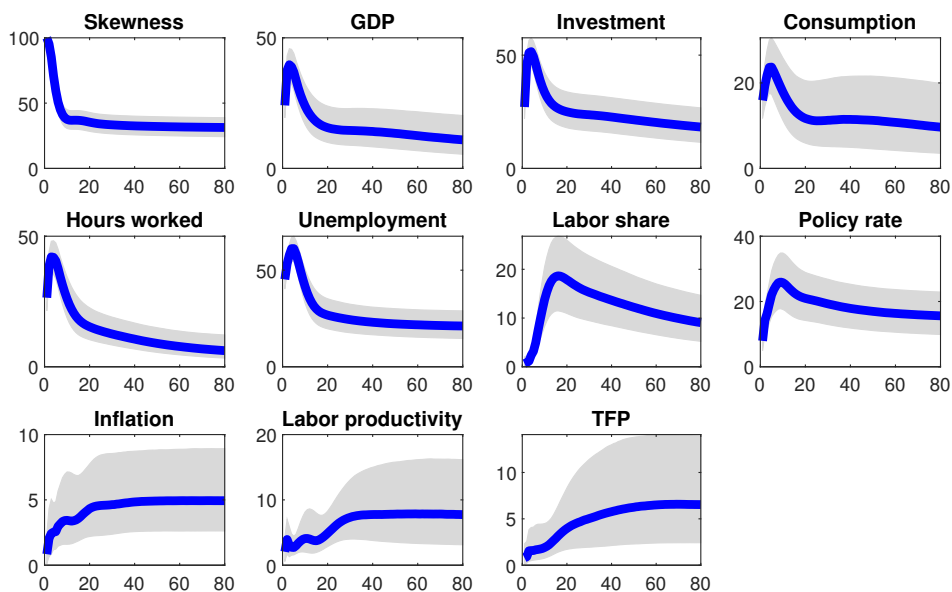 Skewness GDP Investment Consumption
100 50 50 20
50
0 0 0 0
0 20 40 60 80 0 20 40 60 80 0 20 40 60 80 0 20 40 60 80
Hours worked Unemployment Labor share Policy rate
50 50 20 40
10 20
0 0 0 0
0 20 40 60 80 0 20 40 60 80 0 20 40 60 80 0 20 40 60 80
Inflation Labor productivity TFP
10 20 10
5 10 5
0 0 0
0 20 40 60 80 0 20 40 60 80 0 20 40 60 80